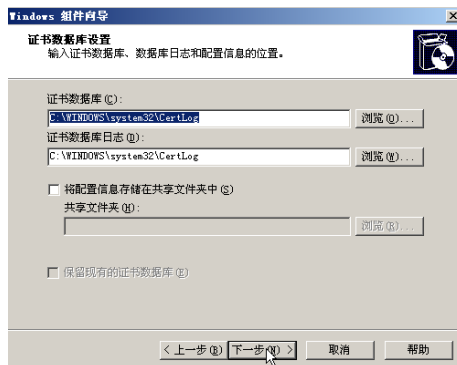 Windows 组件向导
证书数据库设置
输入证书数据库、数据库日志和配置信息的位置。
证书数据库(C):
C:\WINDOWS\system32\CertLog
浏览(O)...
证书数据库日志(D):
C:\WINDOWS\system32\CertLog
浏览(W)...
将配置信息存储在共享文件夹中(S)
共享文件夹(H):
浏览(R)...
保留现有的证书数据库(E)
< 上一步(B) 下一步(N) > 取消 帮助